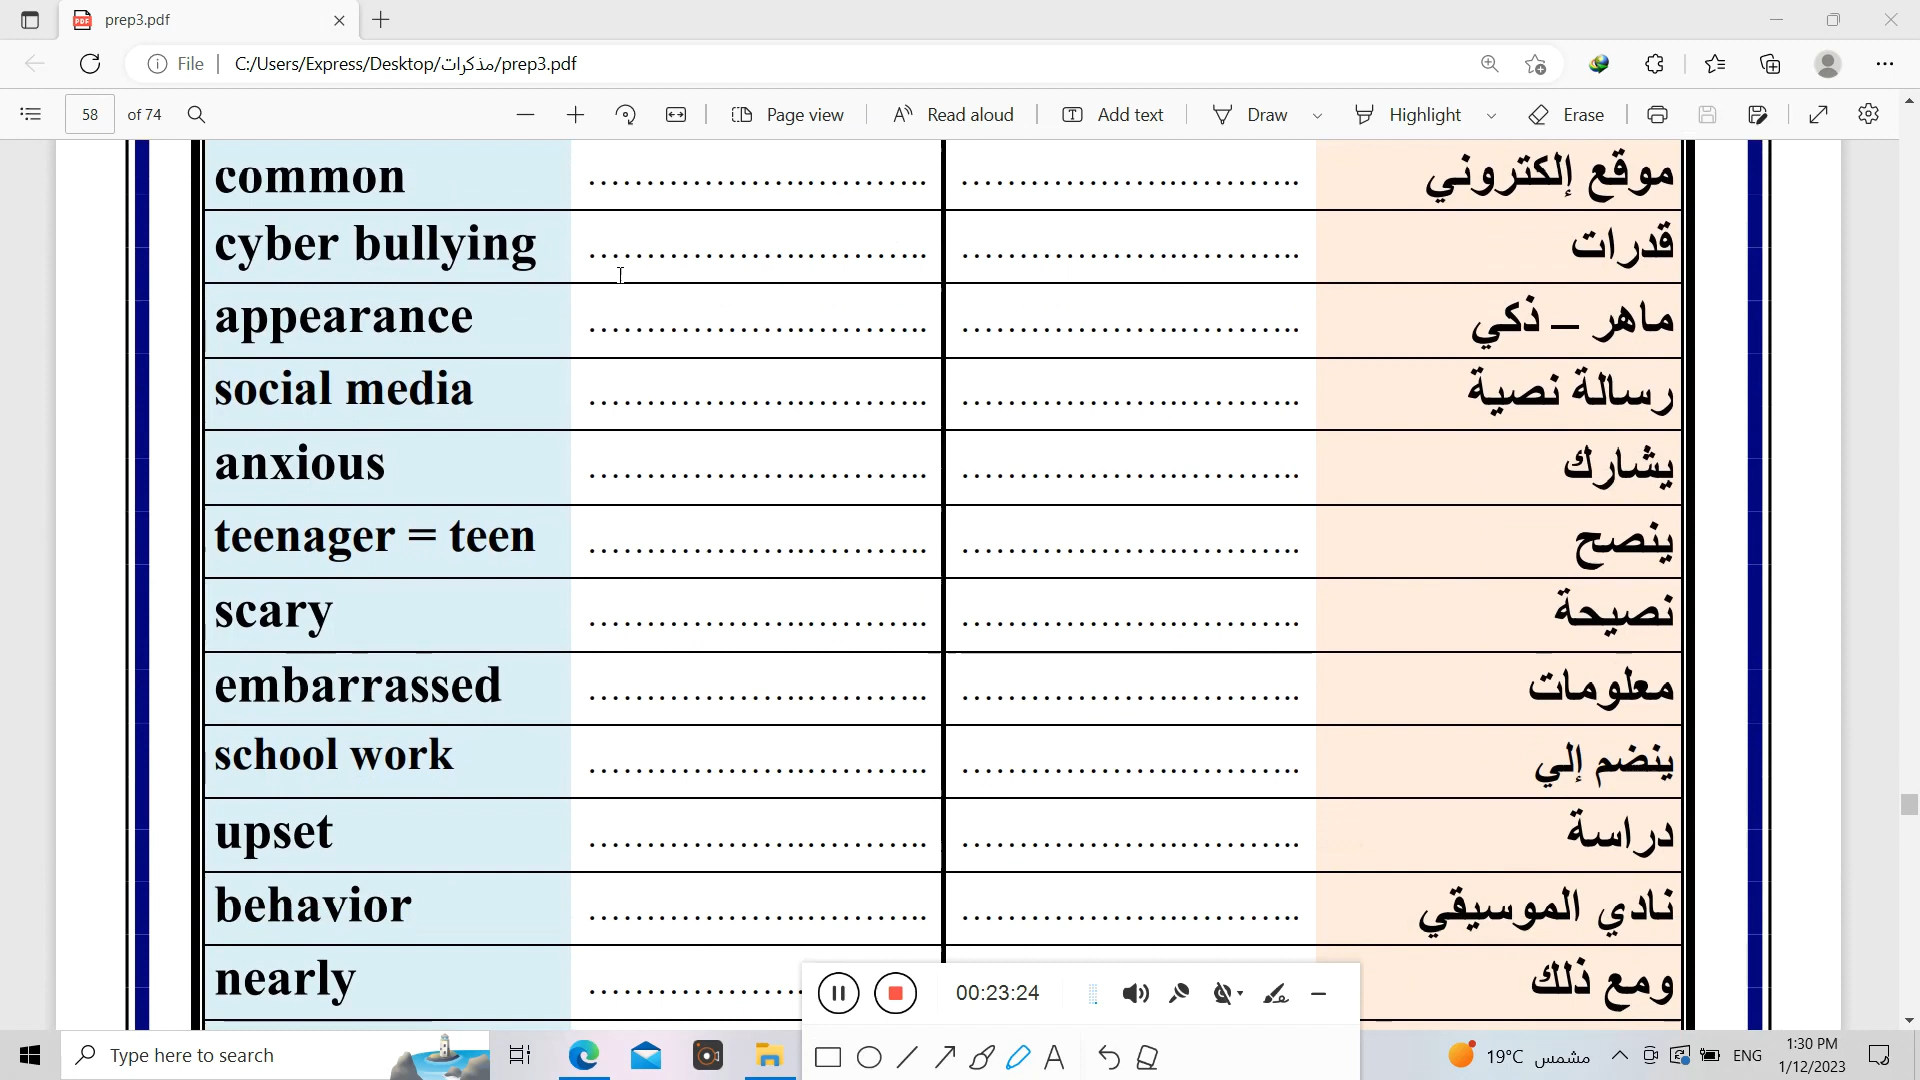 prep3.pdf
File C:/Users/Express/Desktop/مذكرات/prep3.pdf
58 of 74 Page view Read aloud Add text Draw Highlight Erase
common ............................ ............................ موقع إلكتروني
cyber bullying ............................ ............................ قدرات
appearance ............................ ............................ ماهر – ذكي
social media ............................ ............................ رسالة نصية
anxious ............................ ............................ يشارك
teenager = teen ............................ ............................ ينصح
scary ............................ ............................ نصيحة
embarrassed ............................ ............................ معلومات
school work ............................ ............................ ينضم إلي
upset ............................ ............................ دراسة
behavior ............................ ............................ نادي الموسيقي
nearly .................. ومع ذلك
00:23:24
Type here to search 19°C مشمس ENG 1:30 PM
1/12/2023